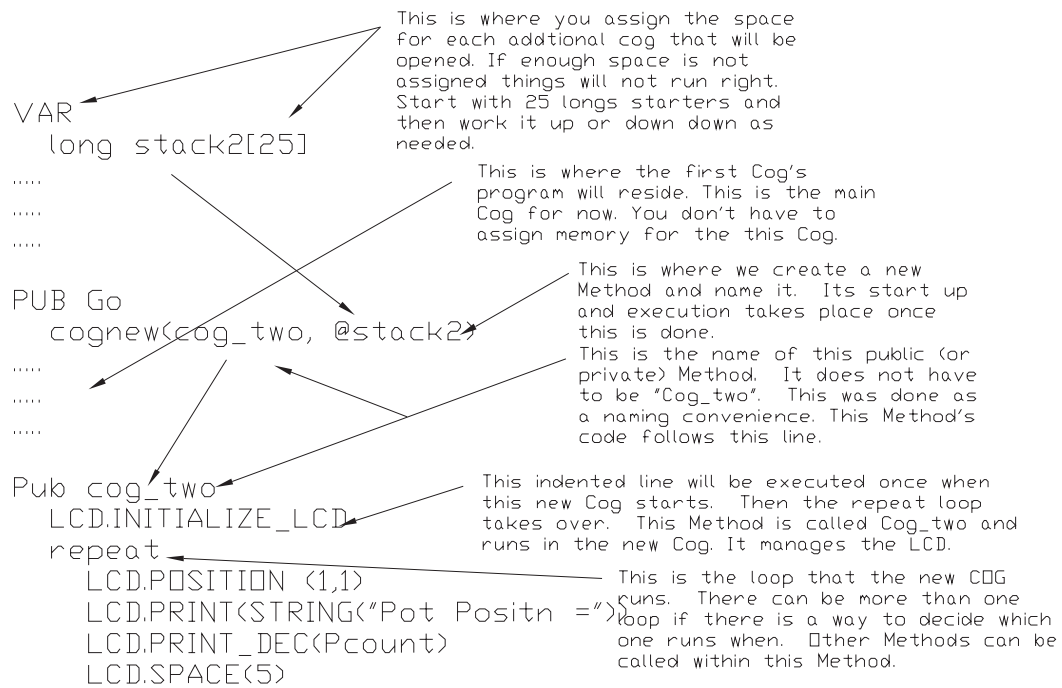 This is where you assign the space
for each addtional cog that will be
opened. If enough space is not
assigned things will not run right.
Start with 25 longs starters and
then work it up or down down as
needed.
VAR
long stack2[25]
.....
.....
.....
This is where the first Cog's
program will reside. This is the main
Cog for now. You don't have to
assign memory for the this Cog.
PUB Go
cognew(cog_two, @stack2)
.....
.....
.....
This is where we create a new
Method and name it. Its start up
and execution takes place once
this is done.
This is the name of this public (or
private) Method. It does not have
to be "Cog_two". This was done as
a naming convenience. This Method's
code follows this line.
Pub cog_two
LCD.INITIALIZE_LCD
repeat
LCD.POSITION (1,1)
LCD.PRINT(STRING("Pot Positn ="))
LCD.PRINT_DEC(Pcount)
LCD.SPACE(5)
This indented line will be executed once when
this new Cog starts. Then the repeat loop
takes over. This Method is called Cog_two and
runs in the new Cog. It manages the LCD.
This is the loop that the new COG
runs. There can be more than one
loop if there is a way to decide which
one runs when. Other Methods can be
called within this Method.